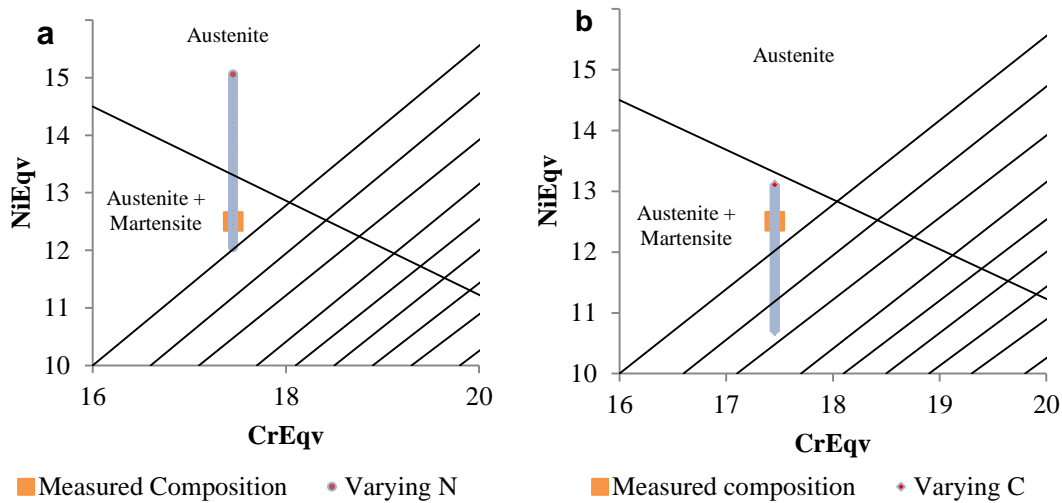 a
Austenite
15
14
13
12
11
10
NiEqv
Austenite +
Martensite
16
18
20
CrEqv
Measured Composition
Varying N
b
Austenite
15
14
13
12
11
10
NiEqv
Austenite +
Martensite
16
17
18
19
20
CrEqv
Measured composition
Varying C